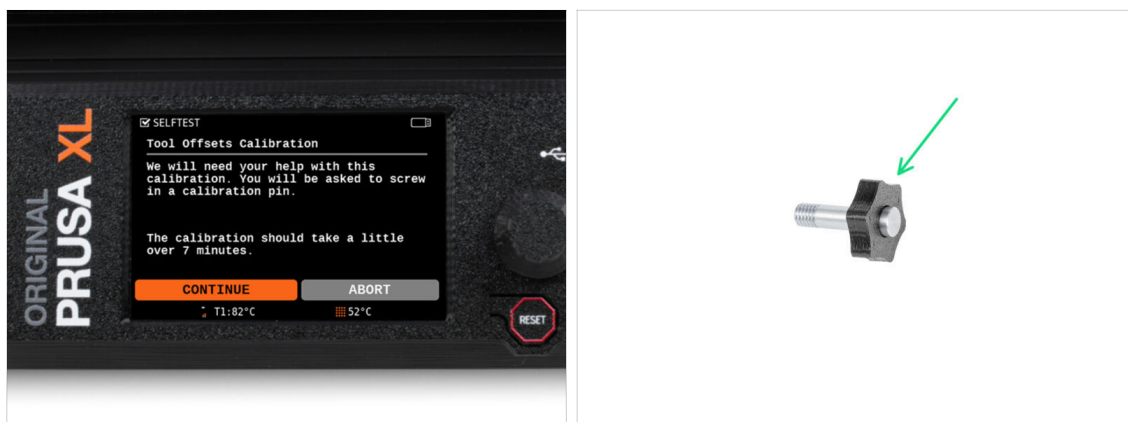 ORIGINAL
PRUSA XL
SELFTEST
Tool Offsets Calibration
We will need your help with this
calibration. You will be asked to screw
in a calibration pin.
The calibration should take a little
over 7 minutes.
CONTINUE
ABORT
T1:82°C
52°C
RESET